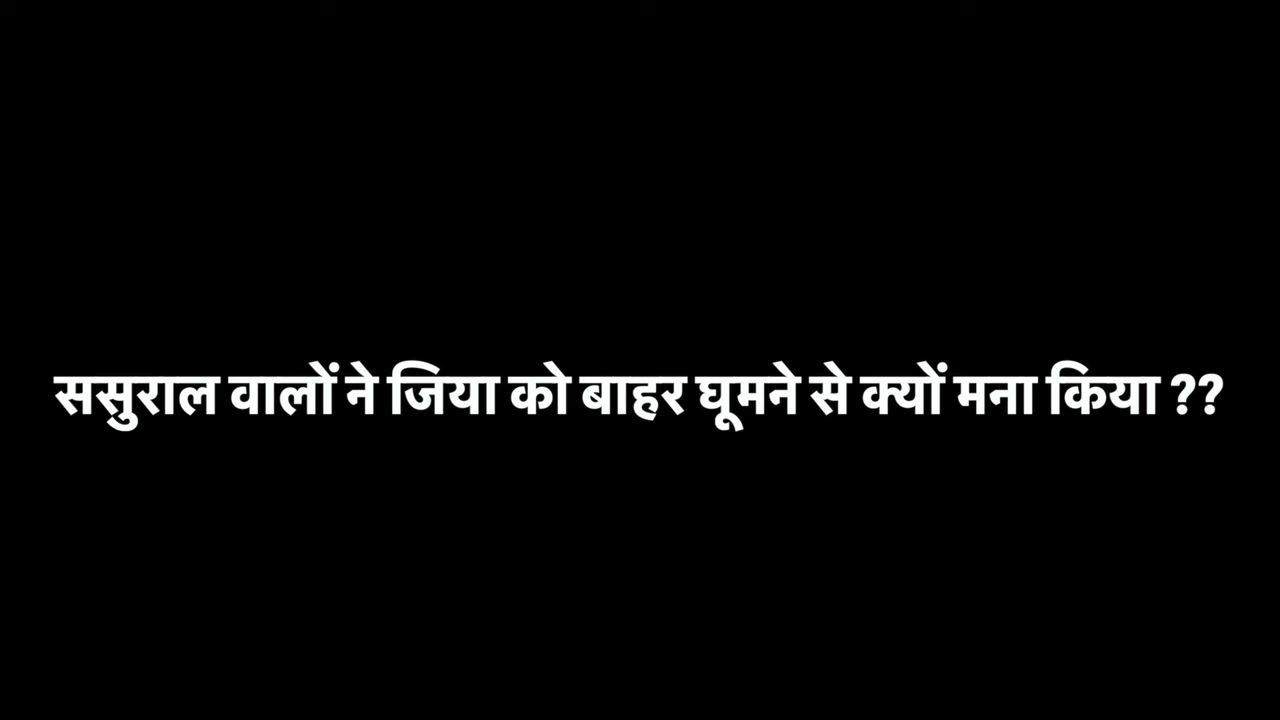 ससुराल वालों ने जिया को बाहर घूमने से क्यों मना किया ??